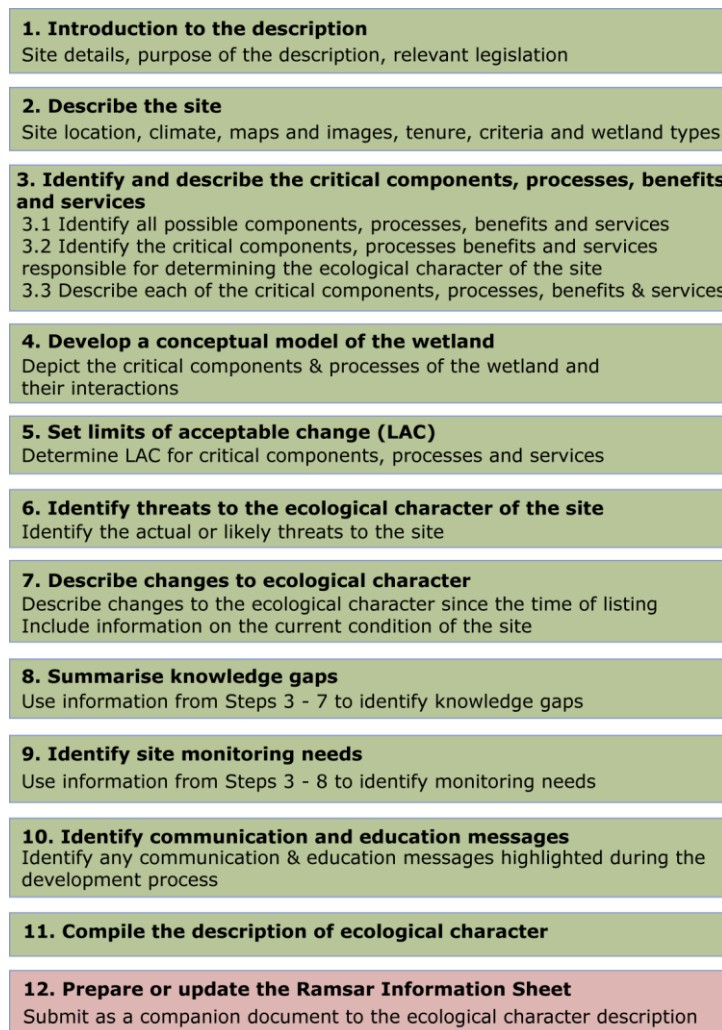 1. Introduction to the description
Site details, purpose of the description, relevant legislation
2. Describe the site
Site location, climate, maps and images, tenure, criteria and wetland types
3. Identify and describe the critical components, processes, benefits
and services
3.1 Identify all possible components, processes, benefits and services
3.2 Identify the critical components, processes benefits and services
responsible for determining the ecological character of the site
3.3 Describe each of the critical components, processes, benefits & services
4. Develop a conceptual model of the wetland
Depict the critical components & processes of the wetland and
their interactions
5. Set limits of acceptable change (LAC)
Determine LAC for critical components, processes and services
6. Identify threats to the ecological character of the site
Identify the actual or likely threats to the site
7. Describe changes to ecological character
Describe changes to the ecological character since the time of listing
Include information on the current condition of the site
8. Summarise knowledge gaps
Use information from Steps 3 - 7 to identify knowledge gaps
9. Identify site monitoring needs
Use information from Steps 3 - 8 to identify monitoring needs
10. Identify communication and education messages
Identify any communication & education messages highlighted during the
development process
11. Compile the description of ecological character
12. Prepare or update the Ramsar Information Sheet
Submit as a companion document to the ecological character description